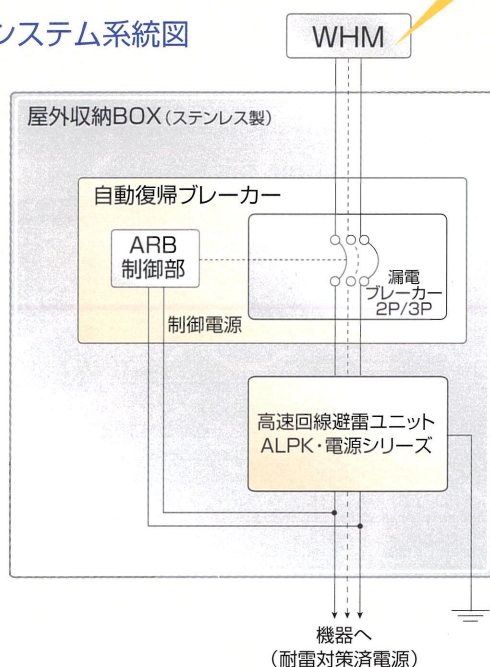 システム系統図
WHM
屋外収納BOX(ステンレス製)
自動復帰ブレーカー
ARB
制御部
漏電
ブレーカー
2P/3P
制御電源
高速回線避雷ユニット
ALPK・電源シリーズ
機器へ
(耐雷対策済電源)